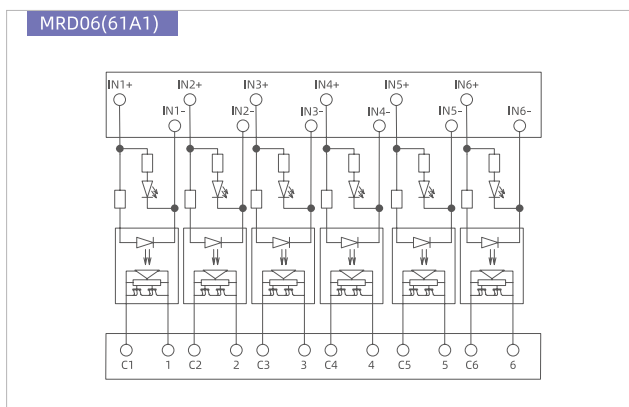 MRD06(61A1)
IN1+ IN2+ IN3+ IN4+ IN5+ IN6+
IN1- IN2- IN3- IN4- IN5- IN6-
C1 1 C2 2 C3 3 C4 4 C5 5 C6 6